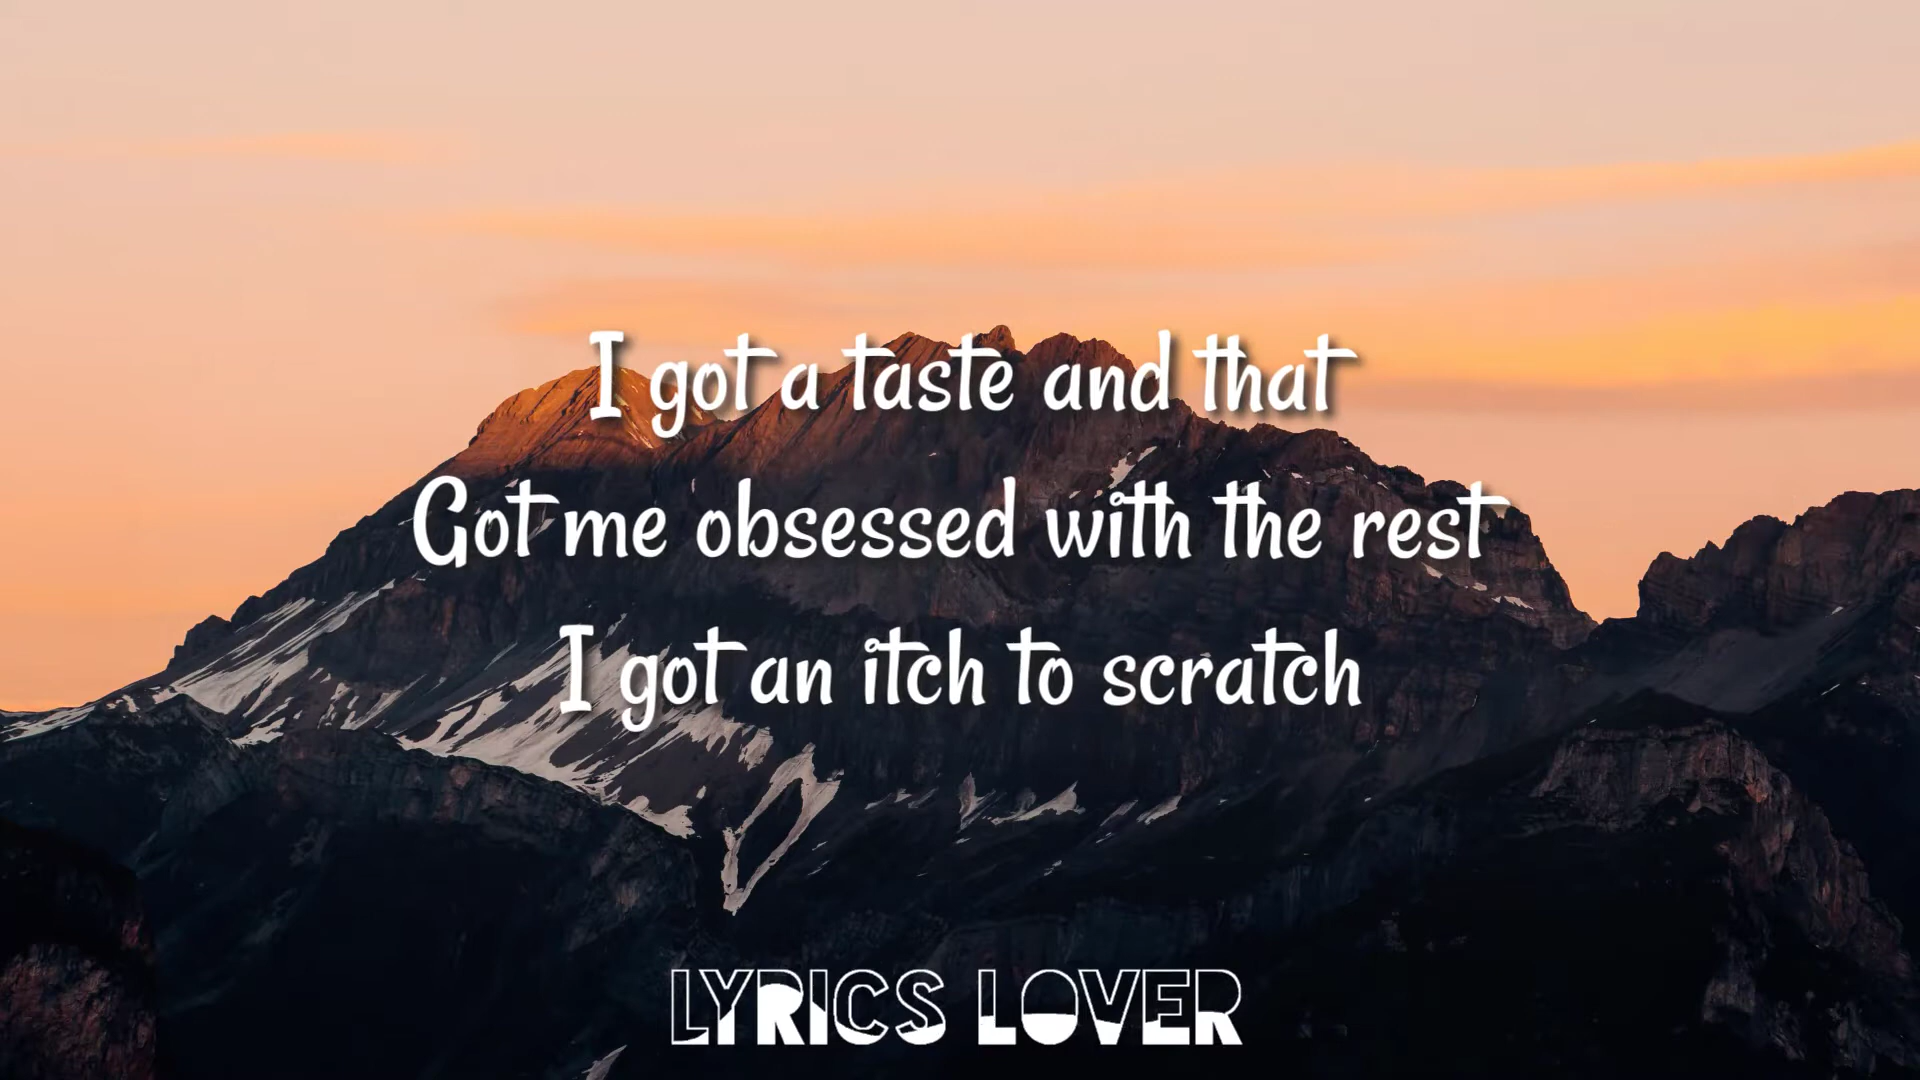 I got a taste and that
Got me obsessed with the rest
I got an itch to scratch
LYRICS LOVER